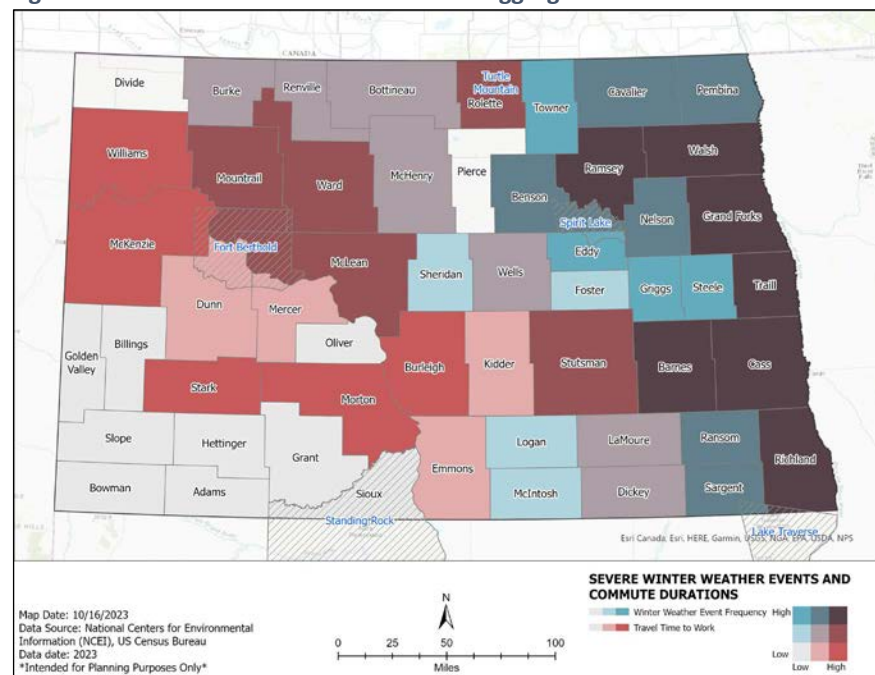 CANADA
Divide
Burke
Renville
Bottineau
Turtle
Mountain
Rolette
Towner
Cavalier
Pembina
Williams
Mountrail
Ward
McHenry
Pierce
Benson
Ramsey
Walsh
Spirit Lake
Nelson
Grand Forks
McKenzie
Fort Berthold
McLean
Sheridan
Wells
Eddy
Foster
Griggs
Steele
Traill
Dunn
Mercer
Oliver
Golden
Valley
Billings
Burleigh
Kidder
Stutsman
Barnes
Cass
Stark
Morton
Slope
Hettinger
Grant
Emmons
Logan
LaMoure
Ransom
Richland
Bowman
Adams
Sioux
McIntosh
Dickey
Sargent
Standing Rock
Lake Traverse
Esri Canada, Esri, HERE, Garmin, USGS, NGA, EPA, USDA, NPS
SEVERE WINTER WEATHER EVENTS AND
COMMUTE DURATIONS
Winter Weather Event Frequency
Travel Time to Work
High
Low
Low High
Map Date: 10/16/2023
Data Source: National Centers for Environmental
Information (NCEI), US Census Bureau
Data date: 2023
*Intended for Planning Purposes Only*
N
0 25 50 100
Miles